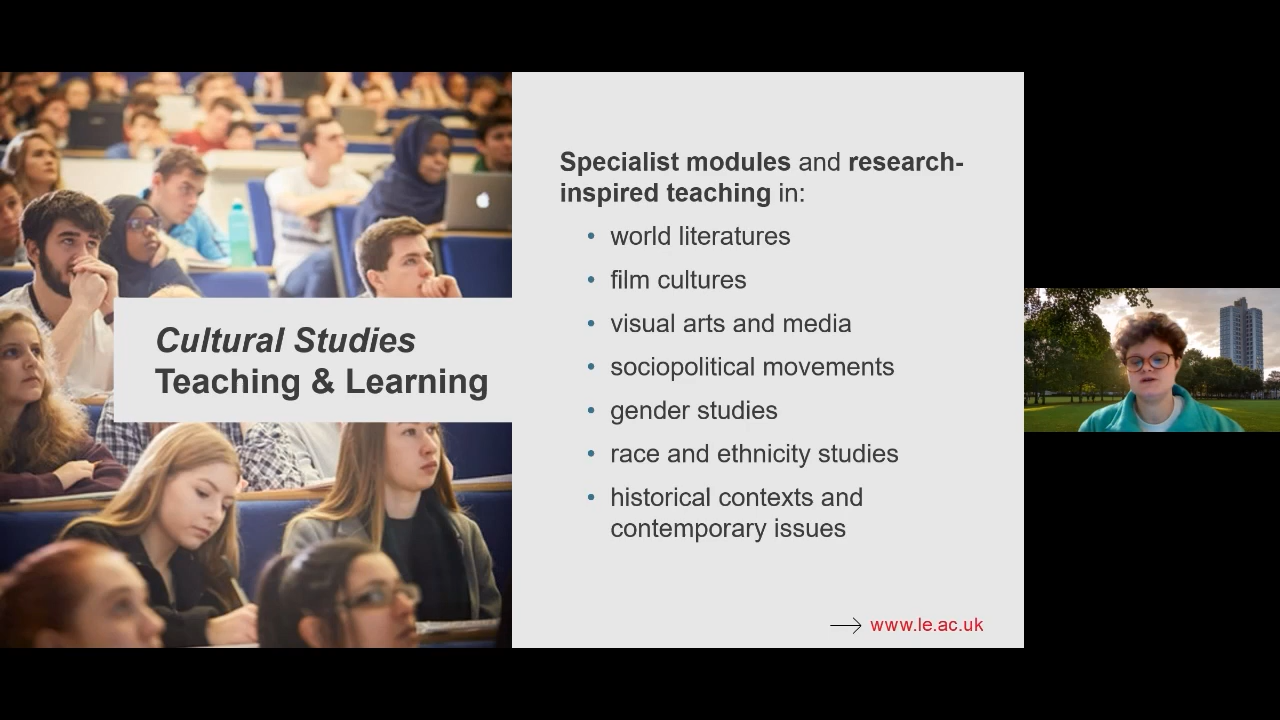 Cultural Studies
Teaching & Learning
Specialist modules and research-
inspired teaching in:
• world literatures
• film cultures
• visual arts and media
• sociopolitical movements
• gender studies
• race and ethnicity studies
• historical contexts and
contemporary issues
www.le.ac.uk